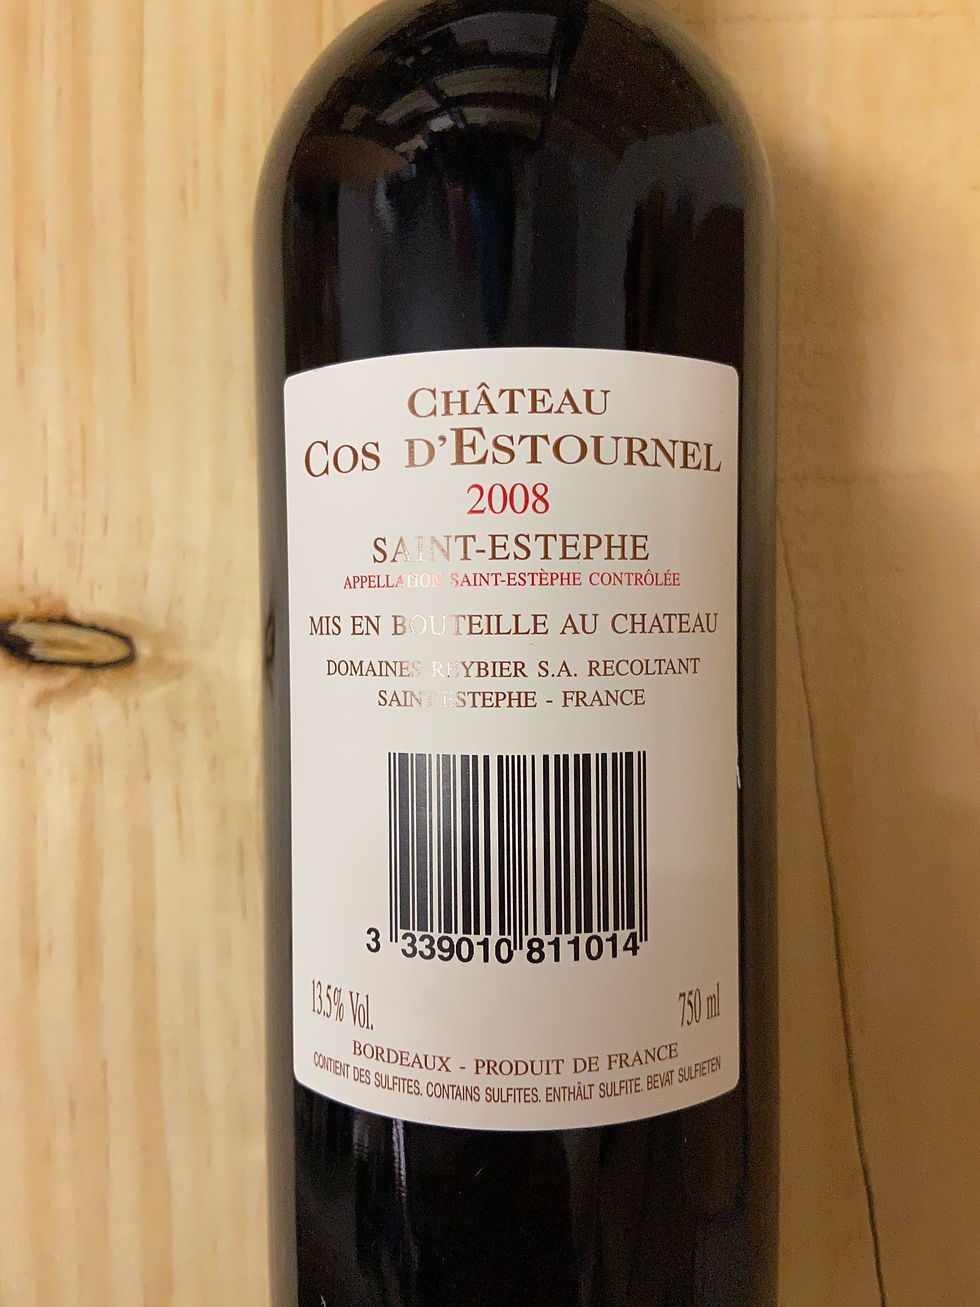 CHÂTEAU
COS D'ESTOURNEL
2008
SAINT-ESTEPHE
APPELLATION SAINT-ESTÈPHE CONTRÔLÉE
MIS EN BOUTEILLE AU CHATEAU
DOMAINES REYBIER S.A. RECOLTANT
SAINT-ESTEPHE - FRANCE
3 339010 811014
13.5% Vol. 750 ml
BORDEAUX - PRODUIT DE FRANCE
CONTIENT DES SULFITES. CONTAINS SULFITES. ENTHÄLT SULFITE. BEVAT SULFIETEN